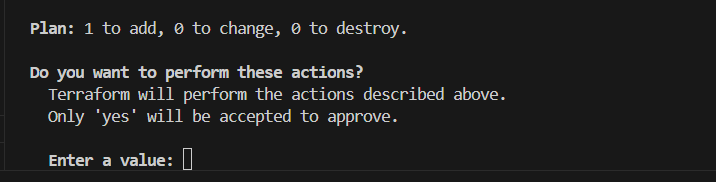 Plan: 1 to add, 0 to change, 0 to destroy.
Do you want to perform these actions?
Terraform will perform the actions described above.
Only 'yes' will be accepted to approve.
Enter a value: